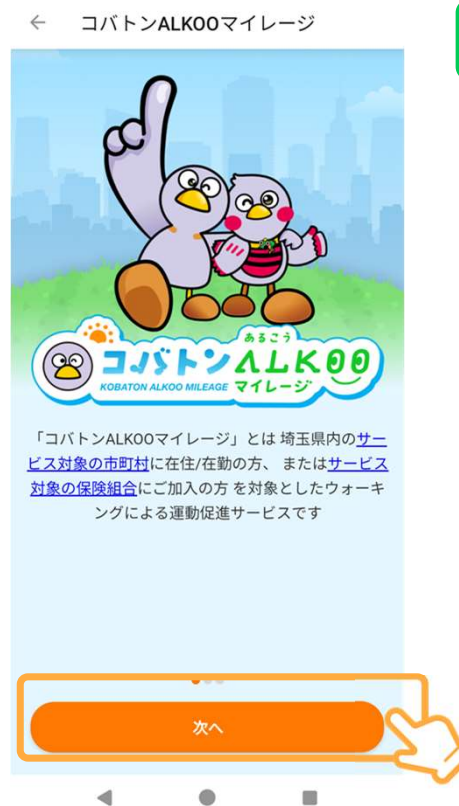 コバトンALKOOマイレージ
あるこう
コバトンALKOO
KOBATON ALKOO MILEAGE マイレージ
「コバトンALKOOマイレージ」とは 埼玉県内のサー
ビス対象の市町村に在住/在勤の方、 またはサービス
対象の保険組合にご加入の方 を対象としたウォーキ
ングによる運動促進サービスです
次へ